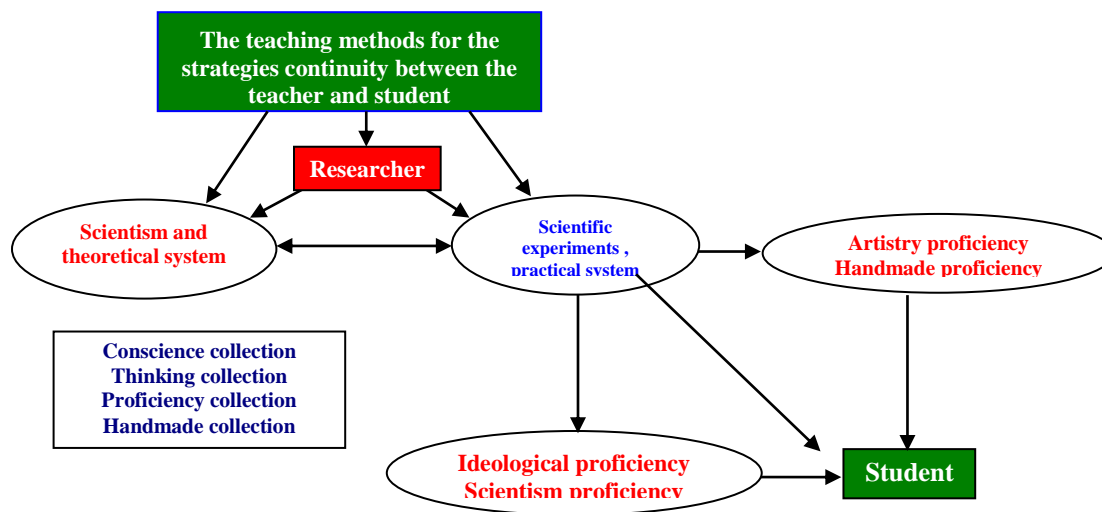 The teaching methods for the
strategies continuity between the
teacher and student
Researcher
Scientism and
theoretical system
Scientific
experiments ,
practical system
Artistry proficiency
Handmade proficiency
Conscience collection
Thinking collection
Proficiency collection
Handmade collection
Ideological proficiency
Scientism proficiency
Student